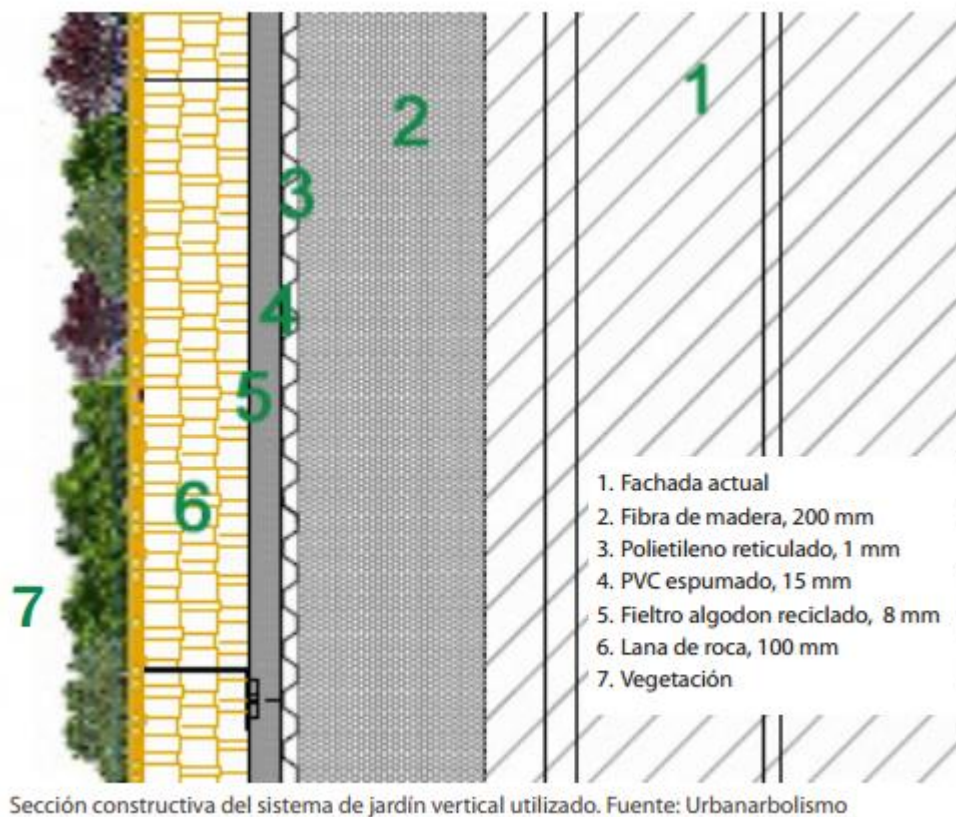 1
2
3
4
5
6
7
1. Fachada actual
2. Fibra de madera, 200 mm
3. Polietileno reticulado, 1 mm
4. PVC espumado, 15 mm
5. Fieltro algodon reciclado, 8 mm
6. Lana de roca, 100 mm
7. Vegetación
Sección constructiva del sistema de jardín vertical utilizado. Fuente: Urbanarbolismo